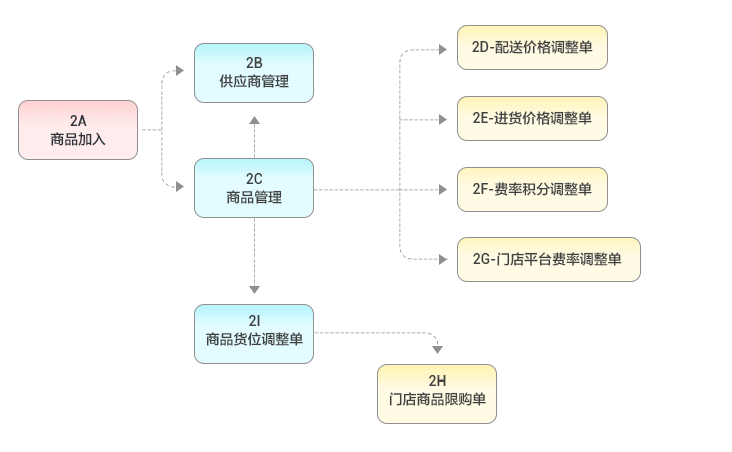 2A
商品加入
2B
供应商管理
2C
商品管理
2D-配送价格调整单
2E-进货价格调整单
2F-费率积分调整单
2G-门店平台费率调整单
2I
商品货位调整单
2H
门店商品限购单